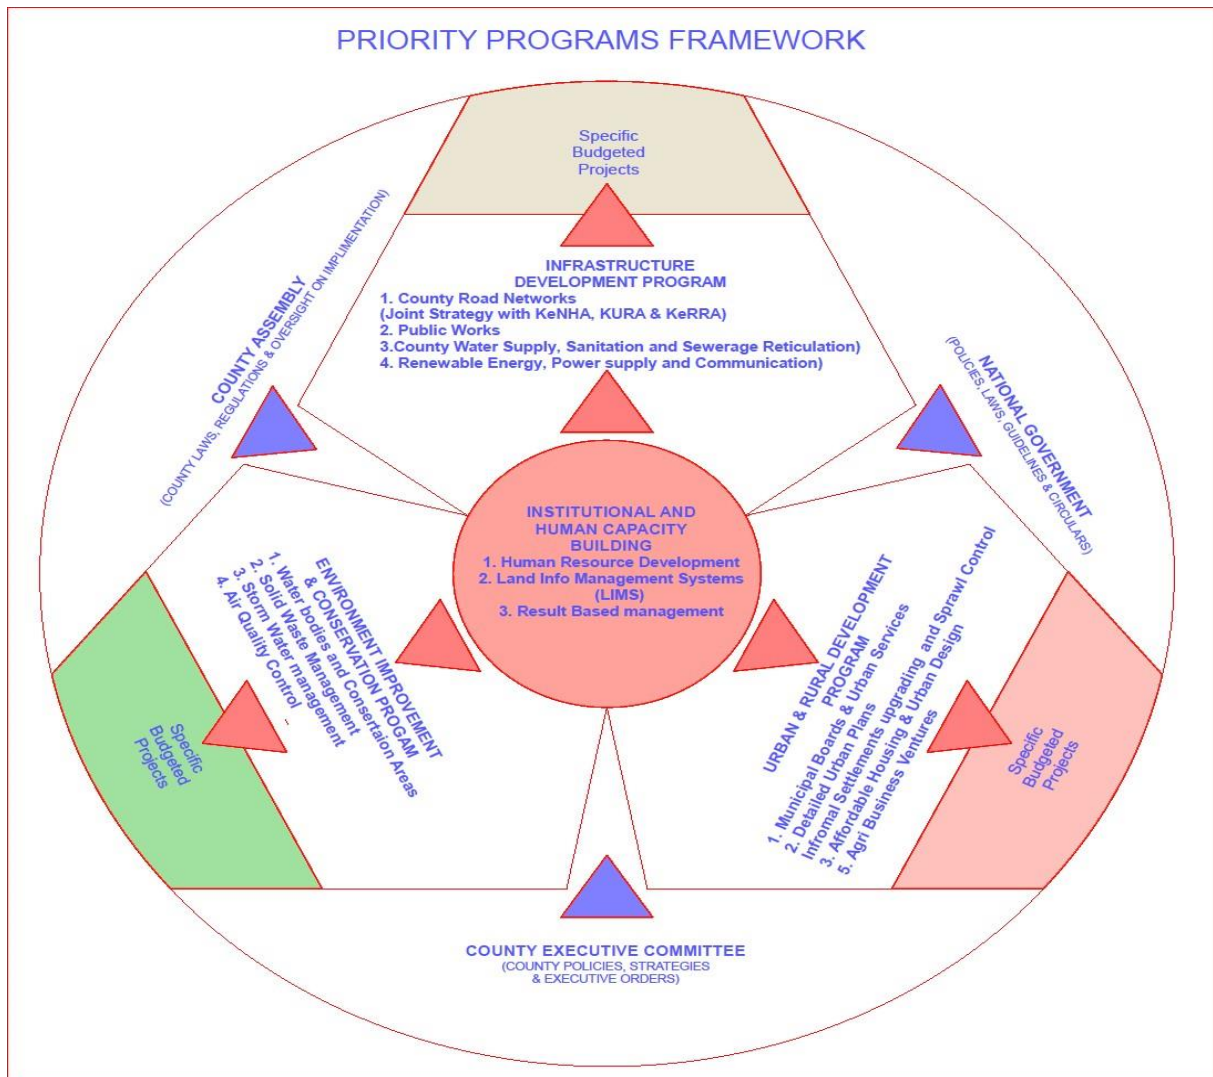 PRIORITY PROGRAMS FRAMEWORK
Specific
Budgeted
Projects
INFRASTRUCTURE
DEVELOPMENT PROGRAM
1. County Road Networks
(Joint Strategy with KeNHA, KURA & KeRRA)
2. Public Works
3.County Water Supply, Sanitation and Sewerage Reticulation)
4. Renewable Energy, Power supply and Communication)
COUNTY ASSEMBLY
(COUNTY LAWS, REGULATIONS & OVERSIGHT ON IMPLIMENTATION)
NATIONAL GOVERNMENT
(POLICIES, LAWS, GUIDELINES & CIRCULARS)
INSTITUTIONAL AND
HUMAN CAPACITY
BUILDING
1. Human Resource Development
2. Land Info Management Systems
(LIMS)
3. Result Based management
ENVIRONMENT IMPROVEMENT
& CONSERVATION PROGAM
1. Water bodies and Consertaion Areas
2. Solid Waste Management
3. Storm Water management
4. Air Quality Control
Specific
Budgeted
Projects
URBAN & RURAL DEVELOPMENT
PROGRAM
1. Municipal Boards & Urban Services
2. Detailed Urban Plans
Infromal Settlements upgrading and Sprawl Control
3. Affordable Housing & Urban Design
5. Agri Business Ventures
Specific
Budgeted
Projects
COUNTY EXECUTIVE COMMITTEE
(COUNTY POLICIES, STRATEGIES
& EXECUTIVE ORDERS)